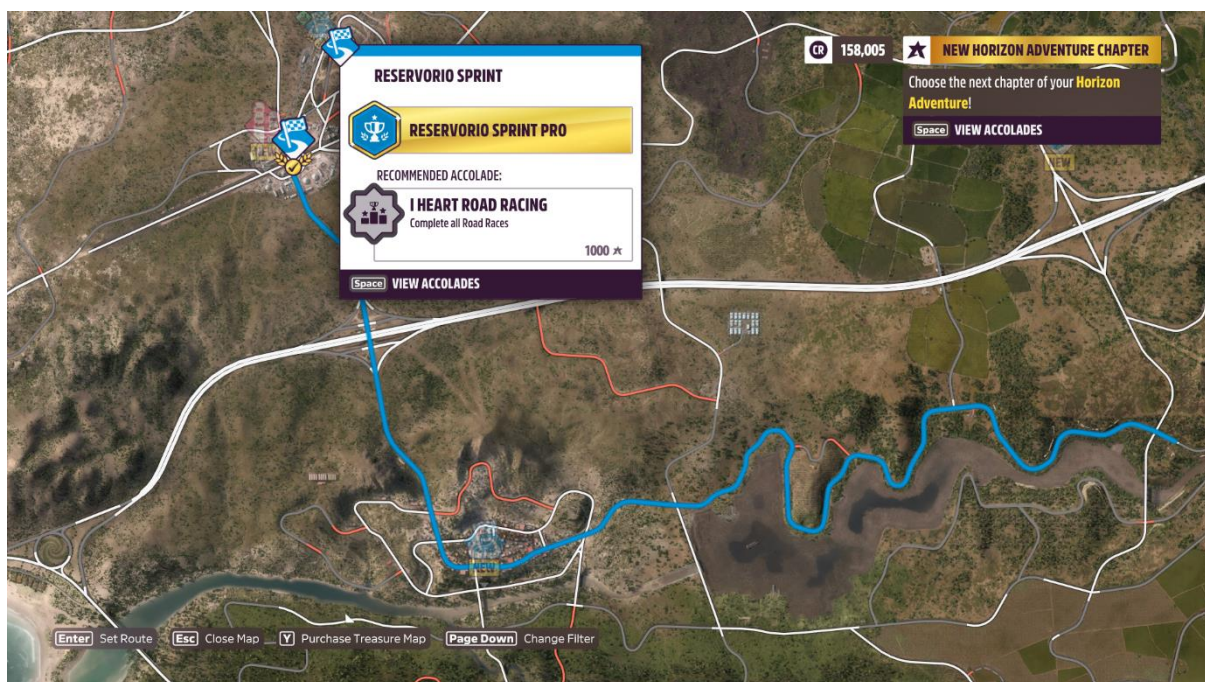 RESERVORIO SPRINT
RESERVORIO SPRINT PRO
RECOMMENDED ACCOLADE:
I HEART ROAD RACING
Complete all Road Races
1000
Space VIEW ACCOLADES
CR 158,005
NEW HORIZON ADVENTURE CHAPTER
Choose the next chapter of your Horizon
Adventure!
Space VIEW ACCOLADES
NEW
NEW
NEW
Enter Set Route Esc Close Map Y Purchase Treasure Map Page Down Change Filter